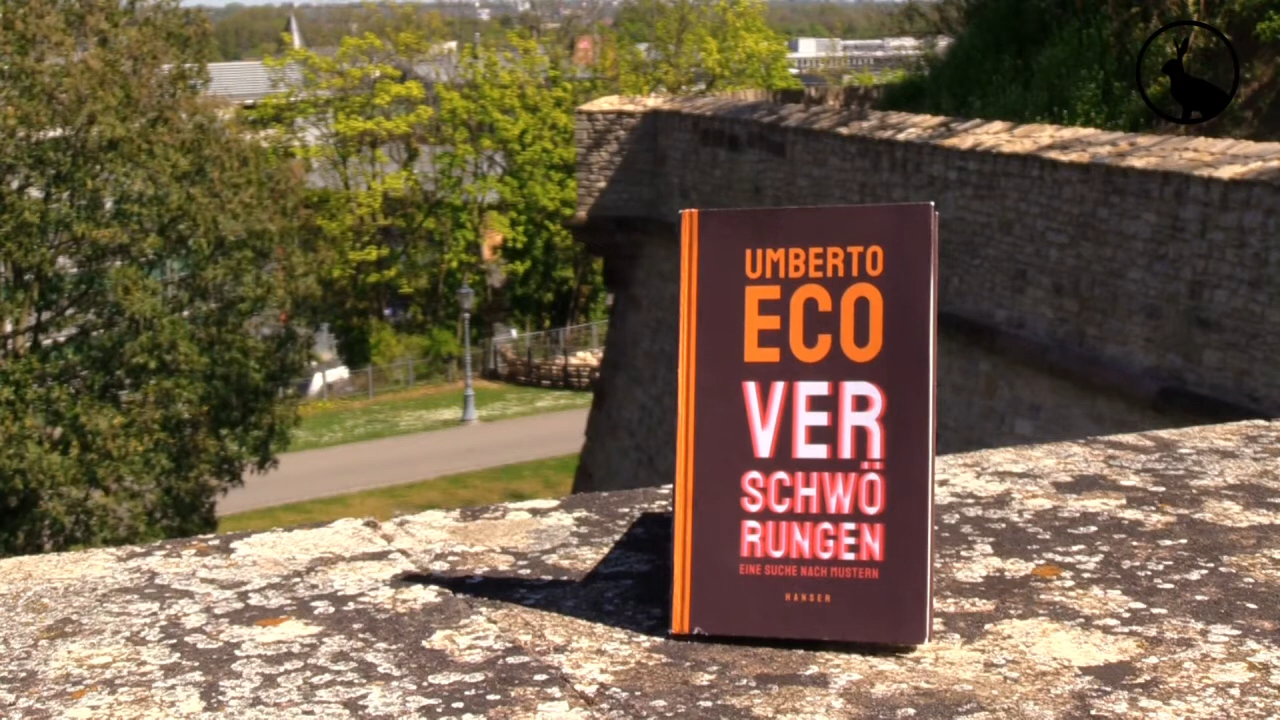 UMBERTO
ECO
VER
SCHWÖ
RUNGEN
EINE SUCHE NACH MUSTERN
HANSER